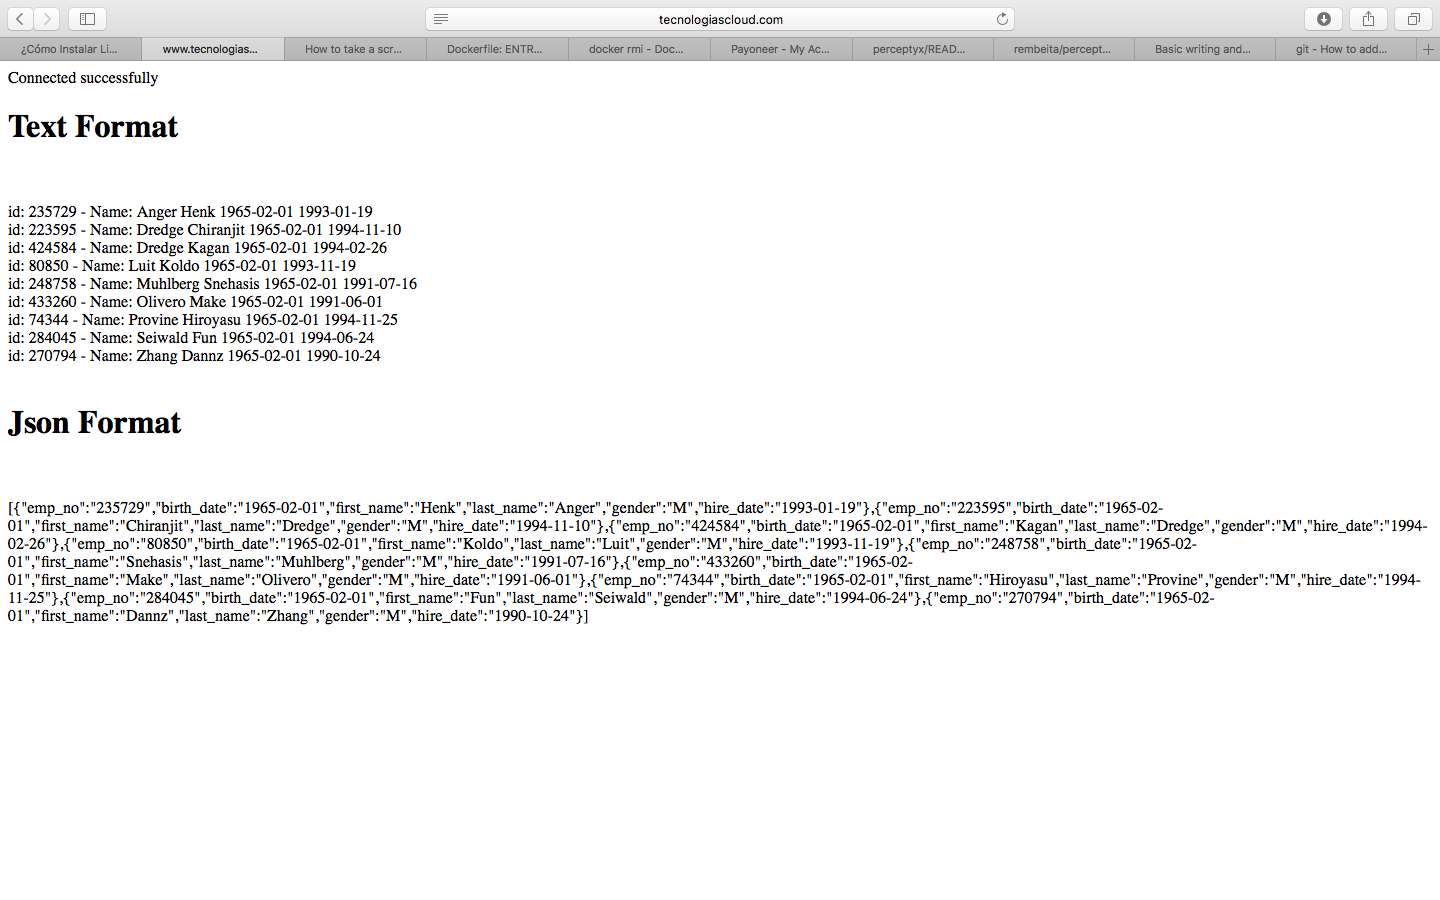 tecnologiascloud.com
¿Cómo Instalar Li...
www.tecnologias...
How to take a scr...
Dockerfile: ENTR...
docker rmi - Doc...
Payoneer - My Ac...
perceptyx/READ...
rembeita/percept...
Basic writing and...
git - How to add...
Connected successfully
Text Format
id: 235729 - Name: Anger Henk 1965-02-01 1993-01-19
id: 223595 - Name: Dredge Chiranjit 1965-02-01 1994-11-10
id: 424584 - Name: Dredge Kagan 1965-02-01 1994-02-26
id: 80850 - Name: Luit Koldo 1965-02-01 1993-11-19
id: 248758 - Name: Muhlberg Snehasis 1965-02-01 1991-07-16
id: 433260 - Name: Olivero Make 1965-02-01 1991-06-01
id: 74344 - Name: Provine Hiroyasu 1965-02-01 1994-11-25
id: 284045 - Name: Seiwald Fun 1965-02-01 1994-06-24
id: 270794 - Name: Zhang Dannz 1965-02-01 1990-10-24
Json Format
[{"emp_no":"235729","birth_date":"1965-02-01","first_name":"Henk","last_name":"Anger","gender":"M","hire_date":"1993-01-19"},{"emp_no":"223595","birth_date":"1965-02-
01","first_name":"Chiranjit","last_name":"Dredge","gender":"M","hire_date":"1994-11-10"},{"emp_no":"424584","birth_date":"1965-02-01","first_name":"Kagan","last_name":"Dredge","gender":"M","hire_date":"1994-
02-26"},{"emp_no":"80850","birth_date":"1965-02-01","first_name":"Koldo","last_name":"Luit","gender":"M","hire_date":"1993-11-19"},{"emp_no":"248758","birth_date":"1965-02-
01","first_name":"Snehasis","last_name":"Muhlberg","gender":"M","hire_date":"1991-07-16"},{"emp_no":"433260","birth_date":"1965-02-
01","first_name":"Make","last_name":"Olivero","gender":"M","hire_date":"1991-06-01"},{"emp_no":"74344","birth_date":"1965-02-01","first_name":"Hiroyasu","last_name":"Provine","gender":"M","hire_date":"1994-
11-25"},{"emp_no":"284045","birth_date":"1965-02-01","first_name":"Fun","last_name":"Seiwald","gender":"M","hire_date":"1994-06-24"},{"emp_no":"270794","birth_date":"1965-02-
01","first_name":"Dannz","last_name":"Zhang","gender":"M","hire_date":"1990-10-24"}]